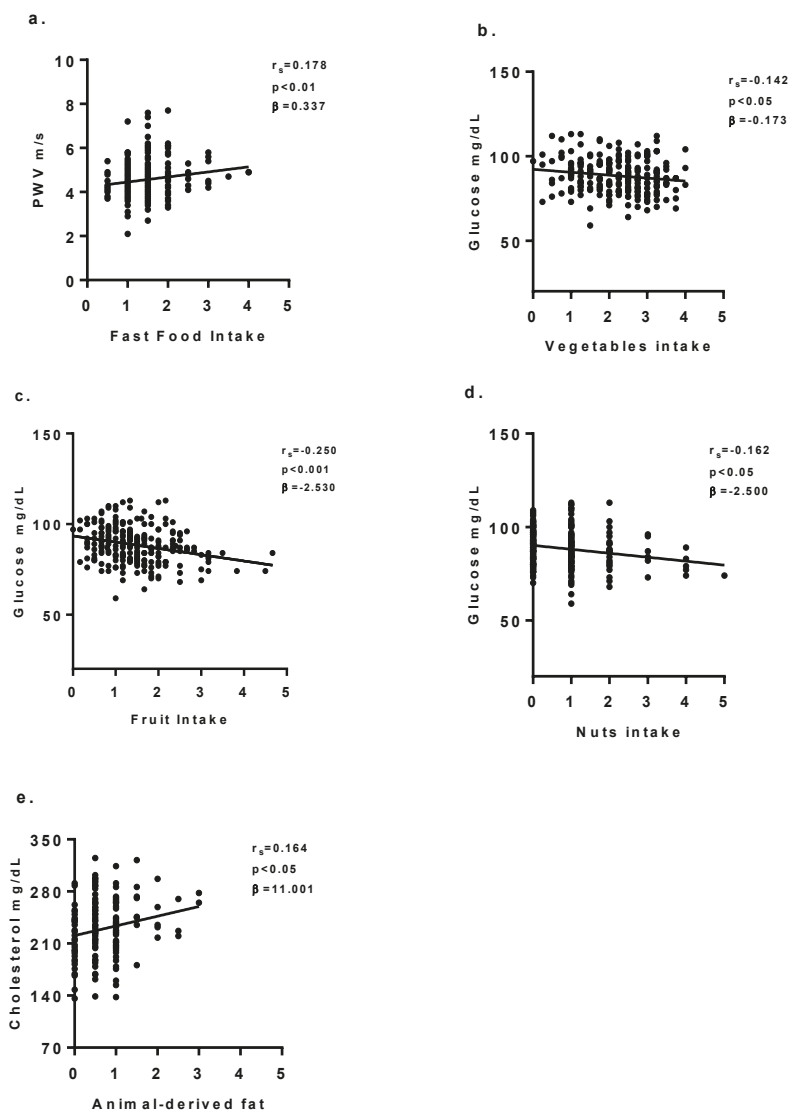 a.
10
8
6
4
2
0
PWV m/s
0 1 2 3 4 5
Fast Food Intake
rs=0.178
p<0.01
β=0.337
b.
150
100
50
Glucose mg/dL
0 1 2 3 4 5
Vegetables intake
rs=-0.142
p<0.05
β=-0.173
c.
150
100
50
Glucose mg/dL
0 1 2 3 4 5
Fruit Intake
rs=-0.250
p<0.001
β=-2.530
d.
150
100
50
Glucose mg/dL
0 1 2 3 4 5
Nuts intake
rs=-0.162
p<0.05
β=-2.500
e.
350
280
210
140
70
Cholesterol mg/dL
0 1 2 3 4 5
Animal-derived fat
rs=0.164
p<0.05
β=11.001